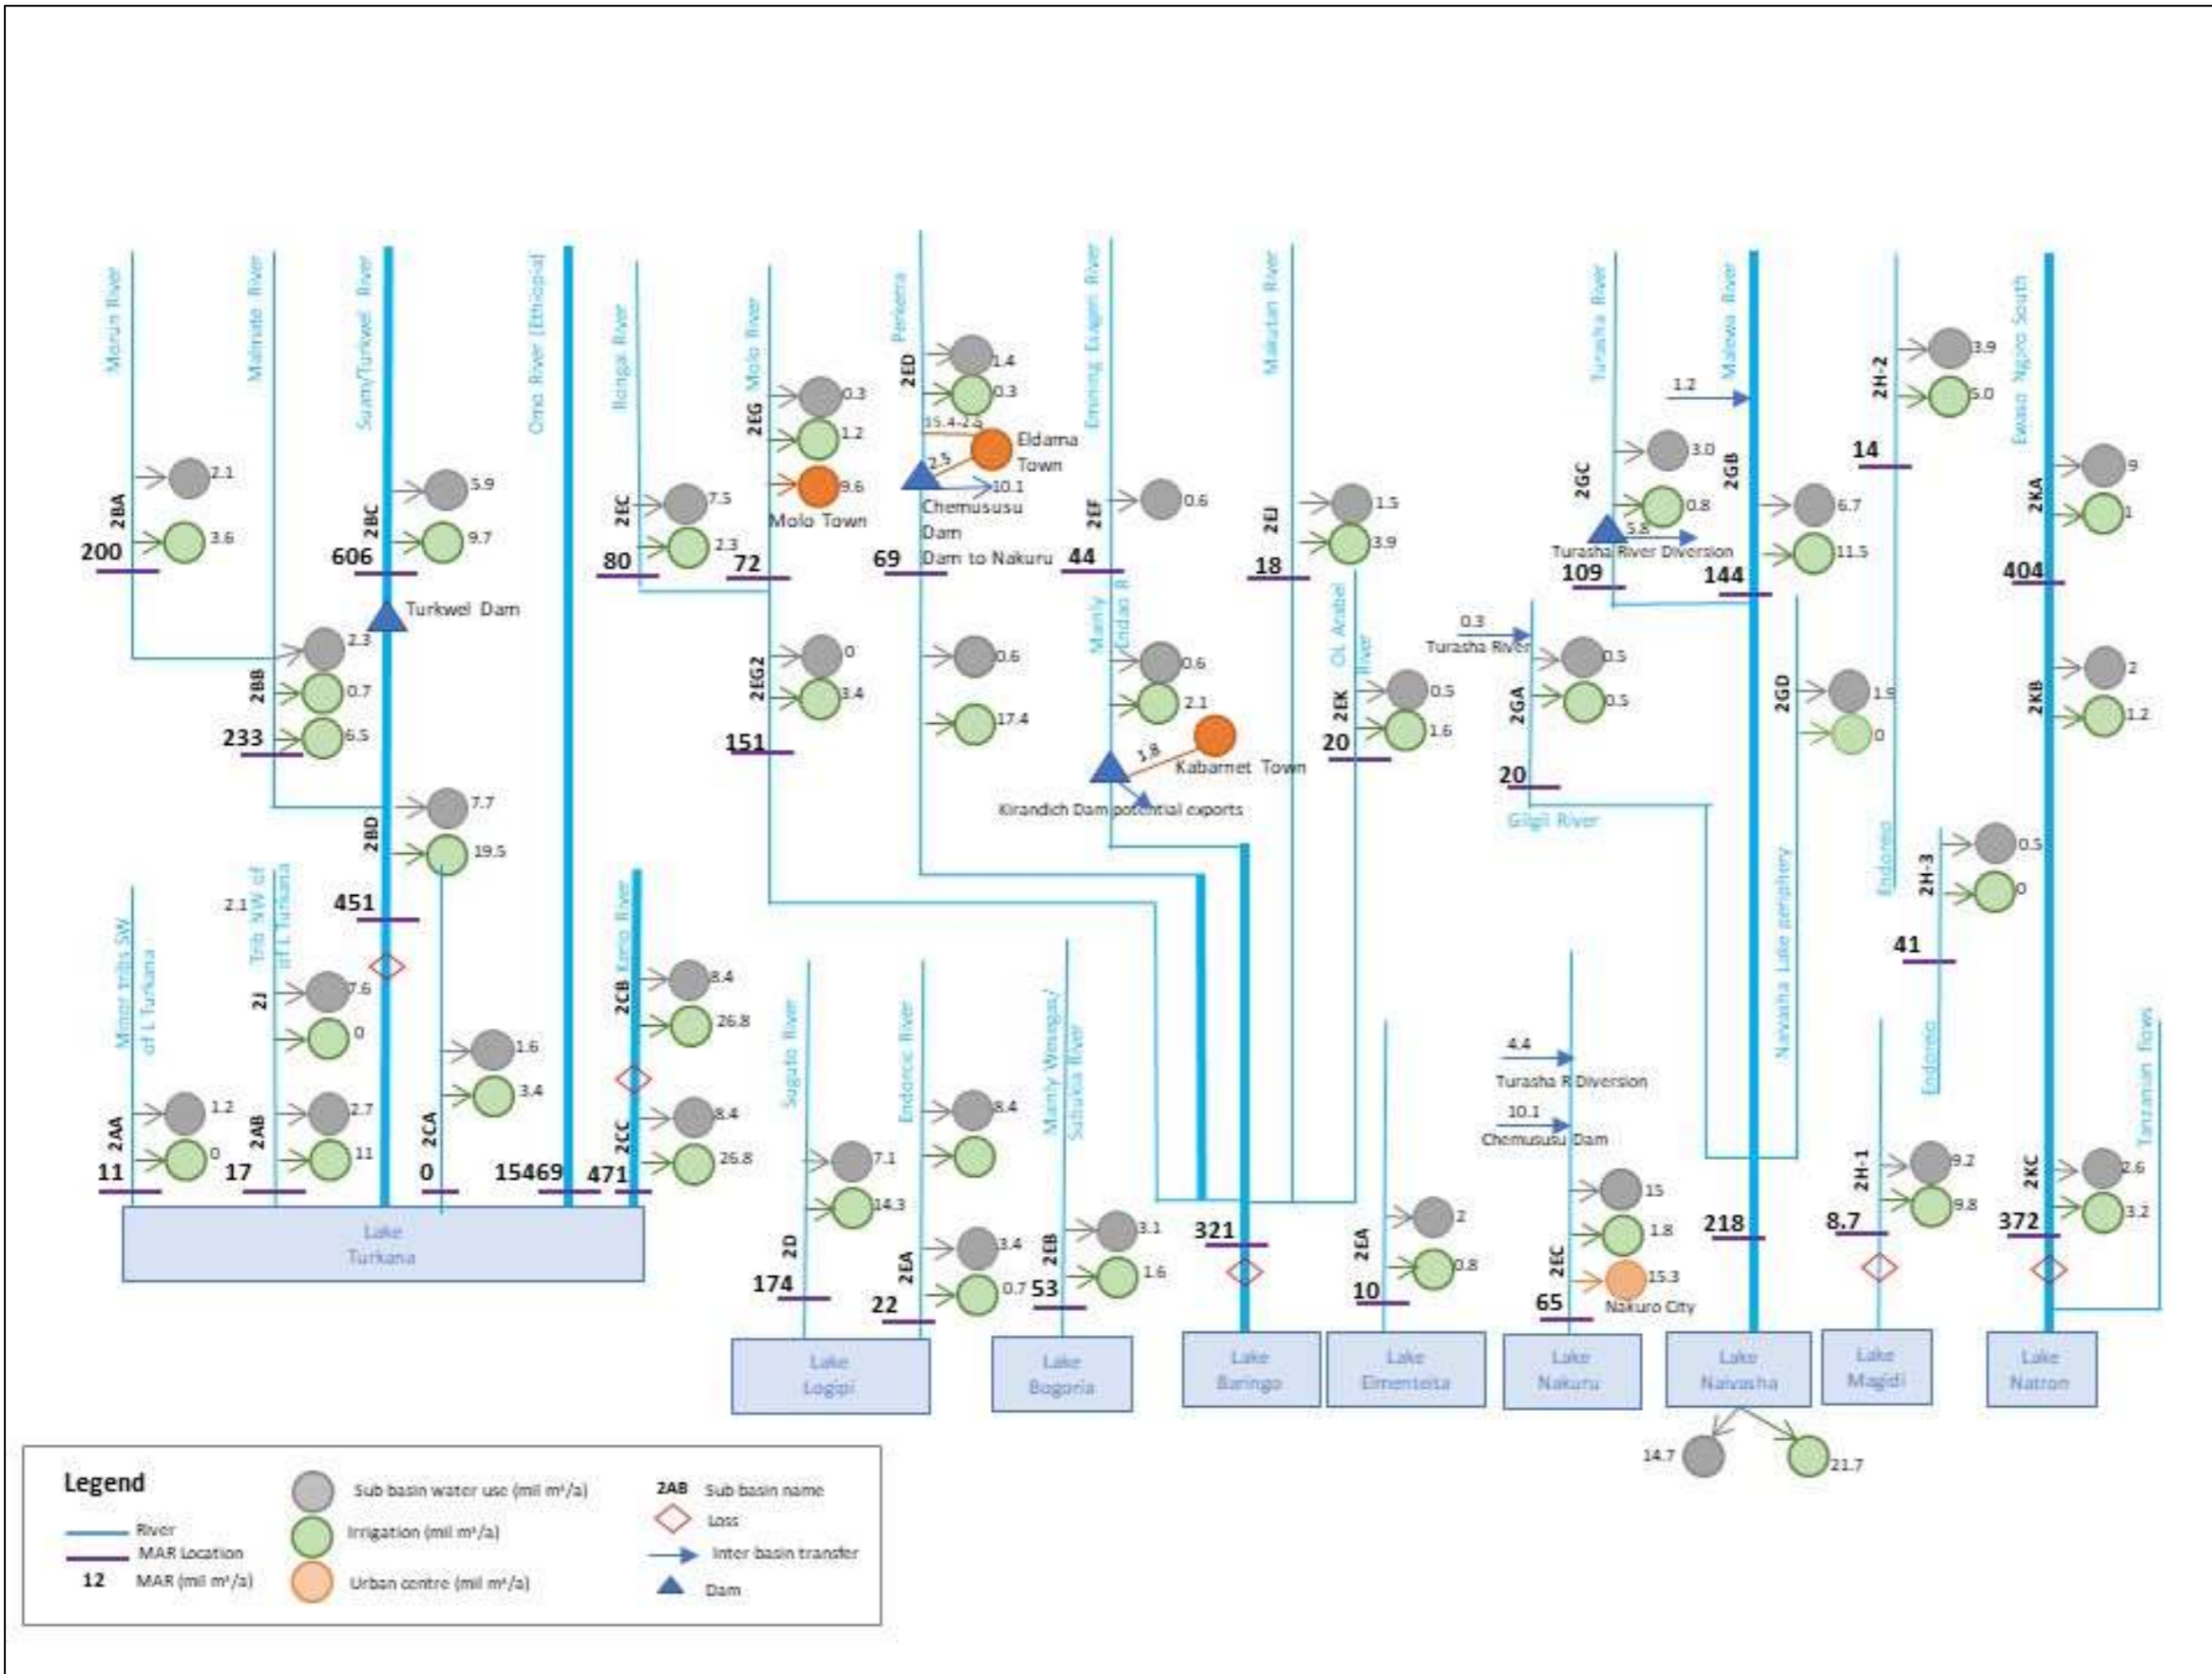 Morun River
2BA
2.1
3.6
200
Malmate River
2BB
2.3
0.7
6.5
233
Suam/Turkwel River
2BC
5.9
9.7
606
Turkwel Dam
2BD
7.7
19.5
451
Omo River (Ethiopia)
15469
Minor tribs SW
of L Turkana
2AA
1.2
0
11
2.1
Trib NW of
of L Turkana
2J
7.6
0
2AB
2.7
11
17
2CA
1.6
3.4
0
Kerio River
2CB
8.4
26.8
2CC
8.4
26.8
471
Lake
Turkana
Rongai River
2EC
7.5
2.3
80
Molo River
2EG
0.3
1.2
9.6
Molo Town
72
2EG2
0
3.4
151
Perkerra
2ED
1.4
0.3
Eldama
Town
2.5
10.1
Chemususu
Dam
Dam to Nakuru
69
0.6
17.4
Emining Esageri River
2EF
0.6
44
Mainly
Endao R
0.6
2.1
1.8
Kabarnet Town
Kirandich Dam potential exports
Makutan River
2EJ
1.5
3.9
18
OL Arabel
River
2EK
0.5
1.6
20
Suguto River
2D
7.1
14.3
174
Endoricic River
8.4
2EA
3.4
0.7
22
Lake
Logipi
Mainly Weseges/
Subukia River
2EB
3.1
1.6
53
Lake
Bogoria
321
Lake
Baringo
2EA
2
0.8
10
Lake
Elmenteita
4.4
Turasha R Diversion
10.1
Chemususu Dam
2EC
15
1.8
15.3
Nakuro City
65
Lake
Nakuru
Turasha River
2GC
3.0
0.8
5.8
Turasha River Diversion
109
Malewa River
1.2
2GB
6.7
11.5
144
0.3
Turasha River
2GA
0.5
0.5
20
Gilgil River
2GD
1.9
0
Naivasha Lake periphery
218
Lake
Naivasha
14.7
21.7
2H-2
3.9
5.0
14
Endoreo
2H-3
0.5
0
41
Endoreo
2H-1
9.2
9.8
8.7
Lake
Magidi
Ewaso Ngiro South
2KA
9
1
404
2KB
2
1.2
2KC
2.6
3.2
372
Tanzanian flows
Lake
Natron
Legend
River
MAR Location
12 MAR (mil m³/a)
Sub basin water use (mil m³/a)
Irrigation (mil m³/a)
Urban centre (mil m³/a)
2AB Sub basin name
Loss
Inter basin transfer
Dam